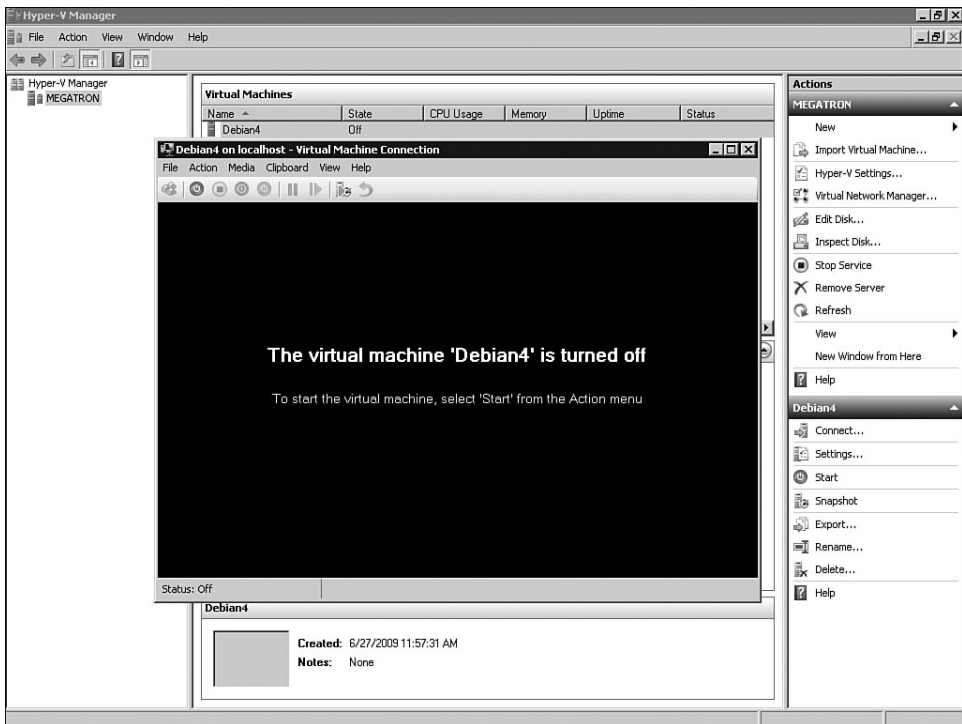 Hyper-V Manager
File Action View Window Help
Hyper-V Manager
MEGATRON
Virtual Machines
Name State CPU Usage Memory Uptime Status
Debian4 Off
Debian4 on localhost - Virtual Machine Connection
File Action Media Clipboard View Help
The virtual machine 'Debian4' is turned off
To start the virtual machine, select 'Start' from the Action menu
Status: Off
Debian4
Created: 6/27/2009 11:57:31 AM
Notes: None
Actions
MEGATRON
New
Import Virtual Machine...
Hyper-V Settings...
Virtual Network Manager...
Edit Disk...
Inspect Disk...
Stop Service
Remove Server
Refresh
View
New Window from Here
Help
Debian4
Connect...
Settings...
Start
Snapshot
Export...
Rename...
Delete...
Help